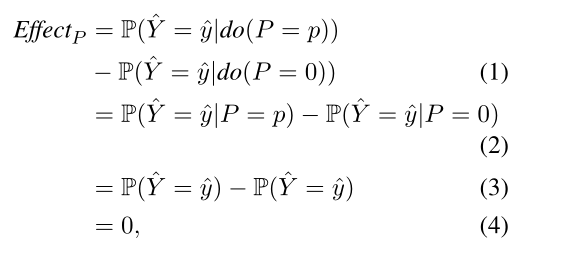 Effect_P = ℙ(Ŷ = ŷ|do(P = p))
− ℙ(Ŷ = ŷ|do(P = 0)) (1)
= ℙ(Ŷ = ŷ|P = p) − ℙ(Ŷ = ŷ|P = 0)
(2)
= ℙ(Ŷ = ŷ) − ℙ(Ŷ = ŷ) (3)
= 0, (4)